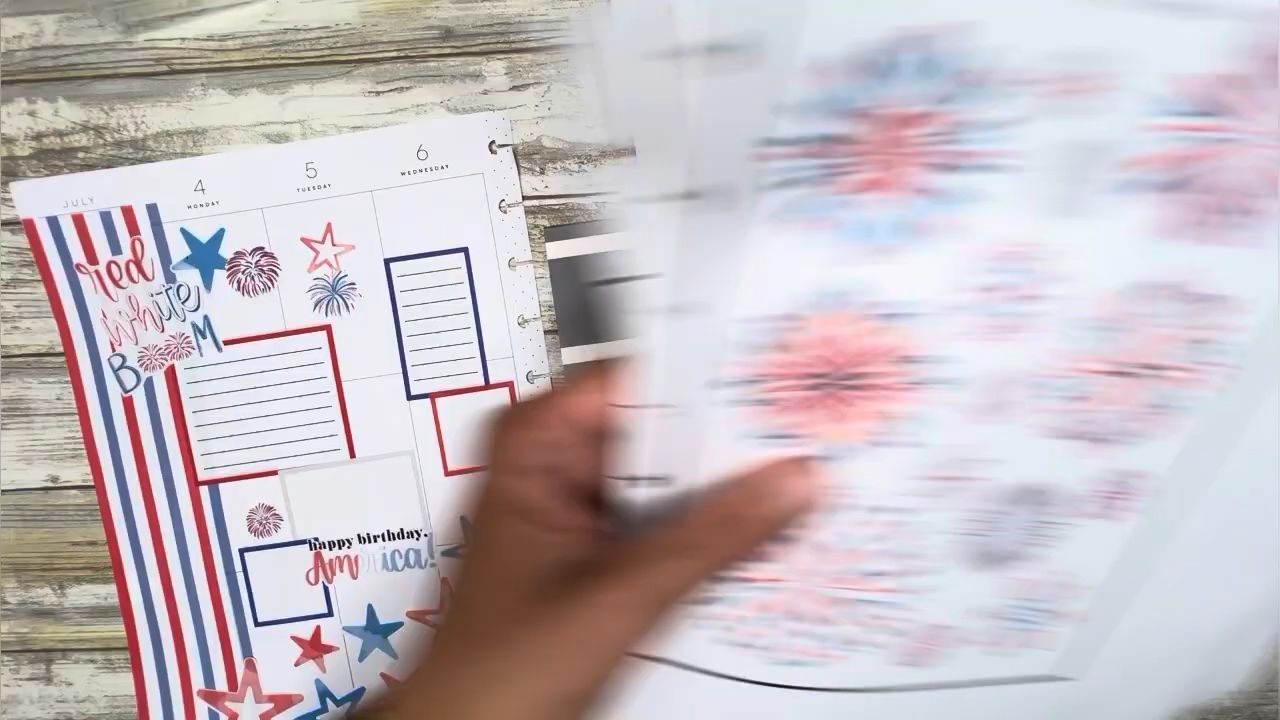 JULY
4
MONDAY
5
TUESDAY
6
WEDNESDAY
red
white
BOOM
happy birthday,
America!